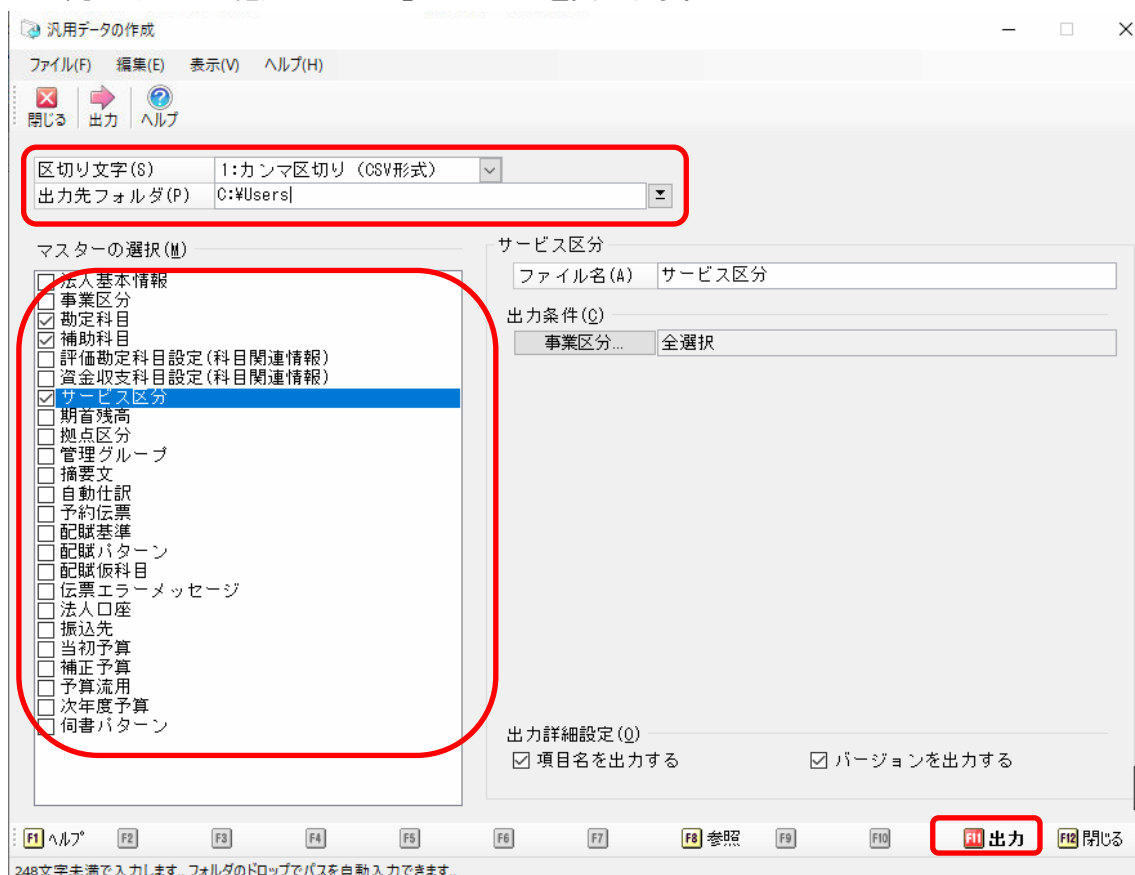 汎用データの作成
ファイル(F) 編集(E) 表示(V) ヘルプ(H)
閉じる 出力 ヘルプ
区切り文字(S) 1:カンマ区切り (CSV形式)
出力先フォルダ(P) C:¥Users
マスターの選択(M)
法人基本情報
事業区分
勘定科目
補助科目
評価勘定科目設定(科目関連情報)
資金収支科目設定(科目関連情報)
サービス区分
期首残高
拠点区分
管理グループ
摘要文
自動仕訳
予約伝票
配賦基準
配賦パターン
配賦仮科目
伝票エラーメッセージ
法人口座
振込先
当初予算
補正予算
予算流用
次年度予算
伺書パターン
サービス区分
ファイル名(A) サービス区分
出力条件(C)
事業区分... 全選択
出力詳細設定(O)
項目名を出力する バージョンを出力する
F1 ヘルプ F2 F3 F4 F5 F6 F7 F8 参照 F9 F10 F11 出力 F12 閉じる
248文字未満で入力します。フォルダのドロップでパスを自動入力できます。